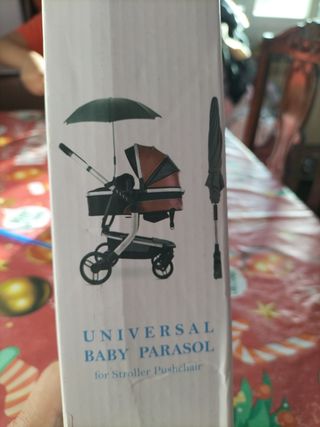 UNIVERSAL
BABY PARASOL
for Stroller Pushchair